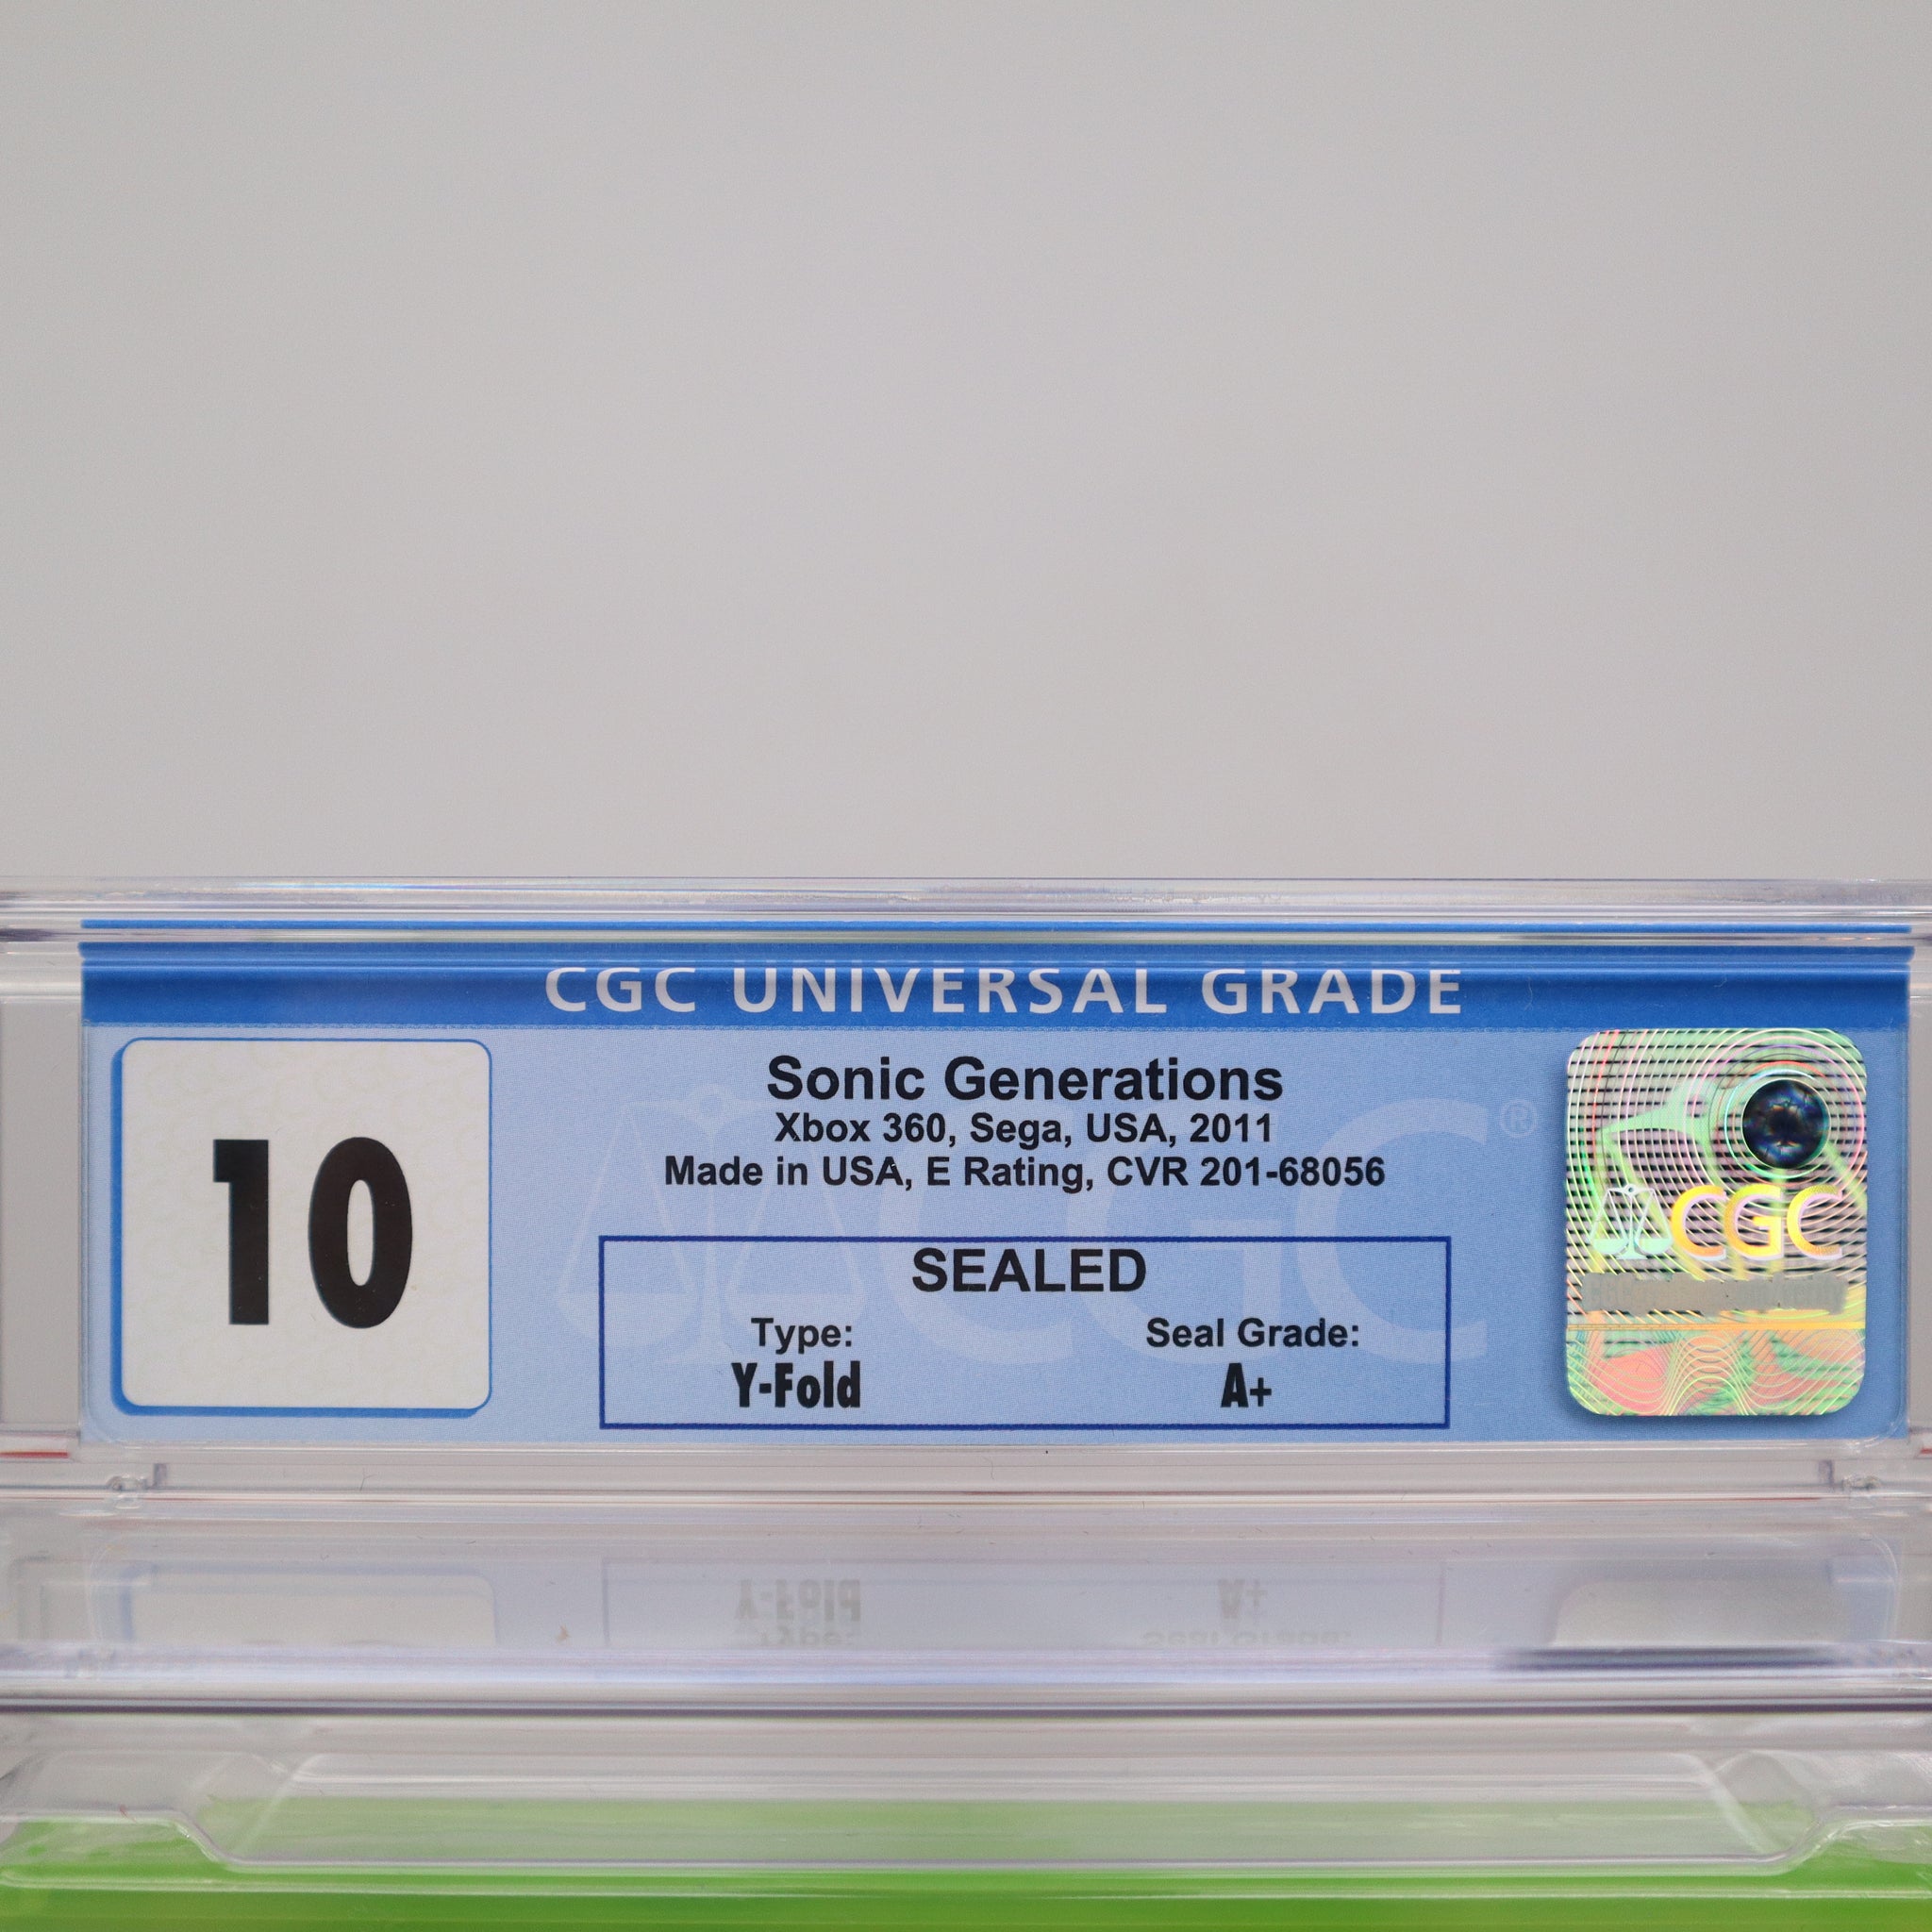 CGC UNIVERSAL GRADE
10
Sonic Generations
Xbox 360, Sega, USA, 2011
Made in USA, E Rating, CVR 201-68056
SEALED
Type:
Y-Fold
Seal Grade:
A+
CGC
CGC ®